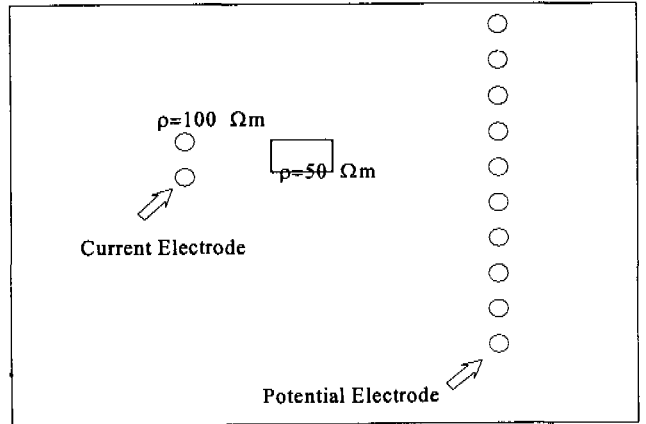 ρ=100 Ωm
ρ=50 Ωm
Current Electrode
Potential Electrode